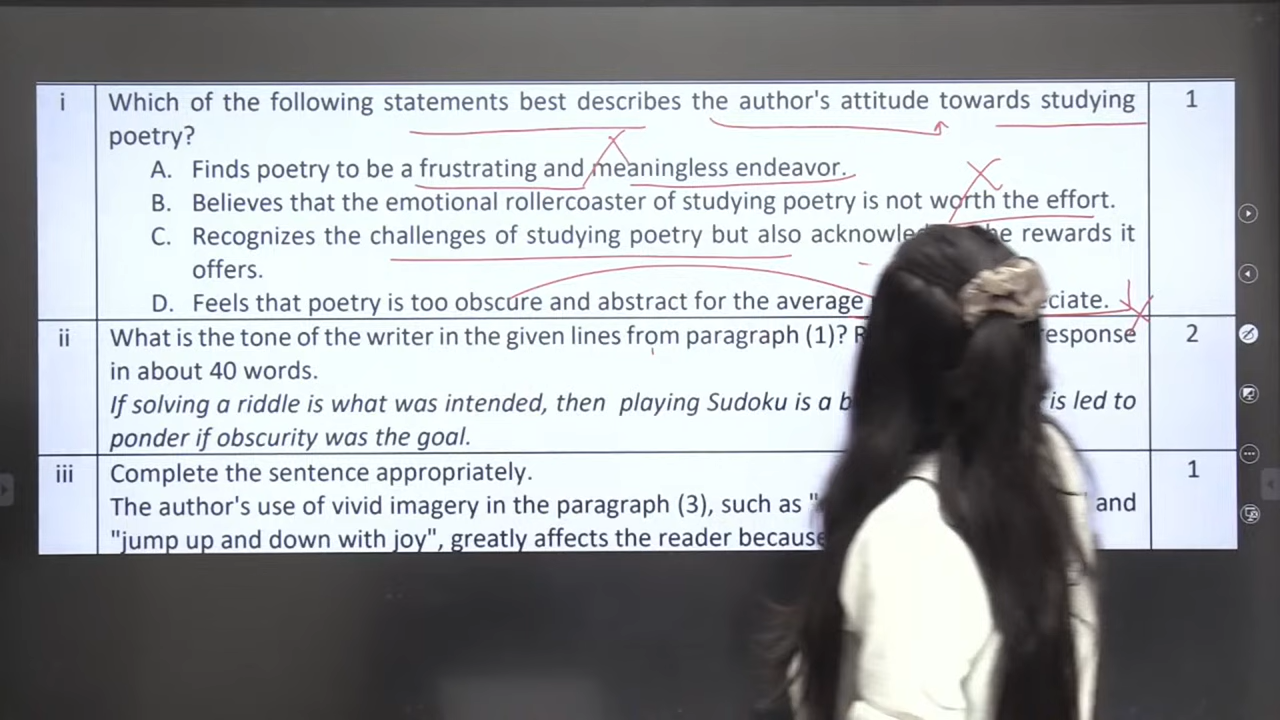 i Which of the following statements best describes the author's attitude towards studying 1
poetry?
A. Finds poetry to be a frustrating and meaningless endeavor.
B. Believes that the emotional rollercoaster of studying poetry is not worth the effort.
C. Recognizes the challenges of studying poetry but also rewards it
offers.
D. Feels that poetry is too obscure and abstract for the average
ii What is the tone of the writer in the given lines from paragraph (1)? 2
in about 40 words.
If solving a riddle is what was intended, then playing Sudoku is a is led to
ponder if obscurity was the goal.
iii Complete the sentence appropriately. 1
The author's use of vivid imagery in the paragraph (3), such as " and
"jump up and down with joy", greatly affects the reader because